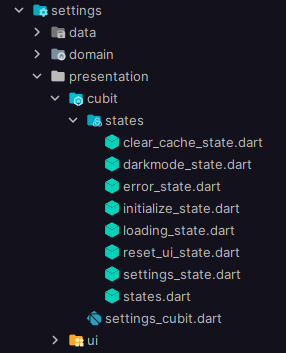 settings
data
domain
presentation
cubit
states
clear_cache_state.dart
darkmode_state.dart
error_state.dart
initialize_state.dart
loading_state.dart
reset_ui_state.dart
settings_state.dart
states.dart
settings_cubit.dart
ui